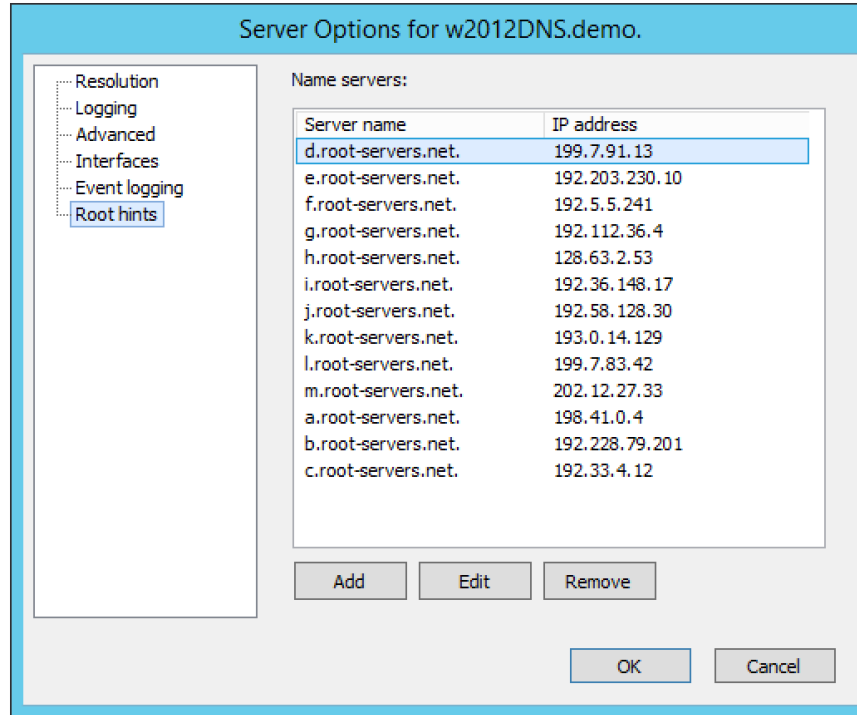 Server Options for w2012DNS.demo.
Resolution
Logging
Advanced
Interfaces
Event logging
Root hints
Name servers:
Server name IP address
d.root-servers.net. 199.7.91.13
e.root-servers.net. 192.203.230.10
f.root-servers.net. 192.5.5.241
g.root-servers.net. 192.112.36.4
h.root-servers.net. 128.63.2.53
i.root-servers.net. 192.36.148.17
j.root-servers.net. 192.58.128.30
k.root-servers.net. 193.0.14.129
l.root-servers.net. 199.7.83.42
m.root-servers.net. 202.12.27.33
a.root-servers.net. 198.41.0.4
b.root-servers.net. 192.228.79.201
c.root-servers.net. 192.33.4.12
Add Edit Remove
OK Cancel